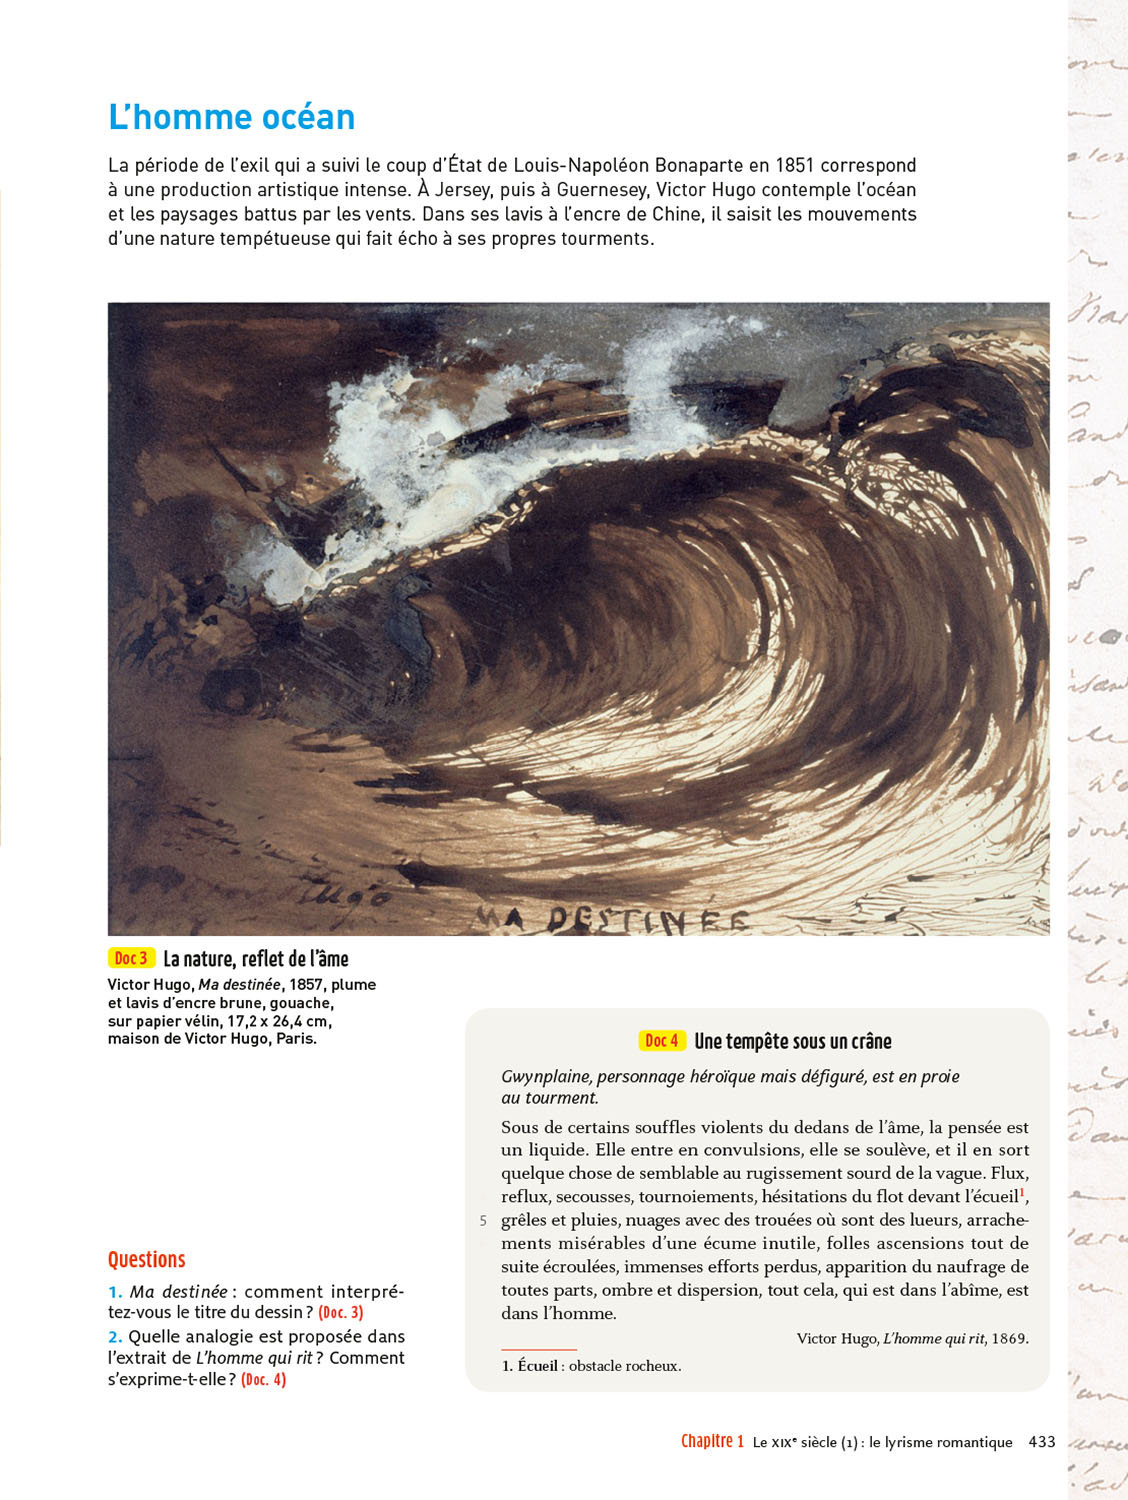 L'homme océan
La période de l'exil qui a suivi le coup d'État de Louis-Napoléon Bonaparte en 1851 correspond
à une production artistique intense. À Jersey, puis à Guernesey, Victor Hugo contemple l'océan
et les paysages battus par les vents. Dans ses lavis à l'encre de Chine, il saisit les mouvements
d'une nature tempétueuse qui fait écho à ses propres tourments.
Hugo
MA DESTINÉE
Doc 3 La nature, reflet de l'âme
Victor Hugo, Ma destinée, 1857, plume
et lavis d'encre brune, gouache,
sur papier vélin, 17,2 x 26,4 cm,
maison de Victor Hugo, Paris.
Questions
1. Ma destinée : comment interpré-
tez-vous le titre du dessin ? (Doc. 3)
2. Quelle analogie est proposée dans
l'extrait de L'homme qui rit ? Comment
s'exprime-t-elle ? (Doc. 4)
Doc 4 Une tempête sous un crâne
Gwynplaine, personnage héroïque mais défiguré, est en proie
au tourment.
Sous de certains souffles violents du dedans de l'âme, la pensée est
un liquide. Elle entre en convulsions, elle se soulève, et il en sort
quelque chose de semblable au rugissement sourd de la vague. Flux,
reflux, secousses, tournoiements, hésitations du flot devant l'écueil1,
5 grêles et pluies, nuages avec des trouées où sont des lueurs, arrache-
ments misérables d'une écume inutile, folles ascensions tout de
suite écroulées, immenses efforts perdus, apparition du naufrage de
toutes parts, ombre et dispersion, tout cela, qui est dans l'abîme, est
dans l'homme.
Victor Hugo, L'homme qui rit, 1869.
1. Écueil : obstacle rocheux.
Chapitre 1 Le XIXe siècle (1) : le lyrisme romantique 433